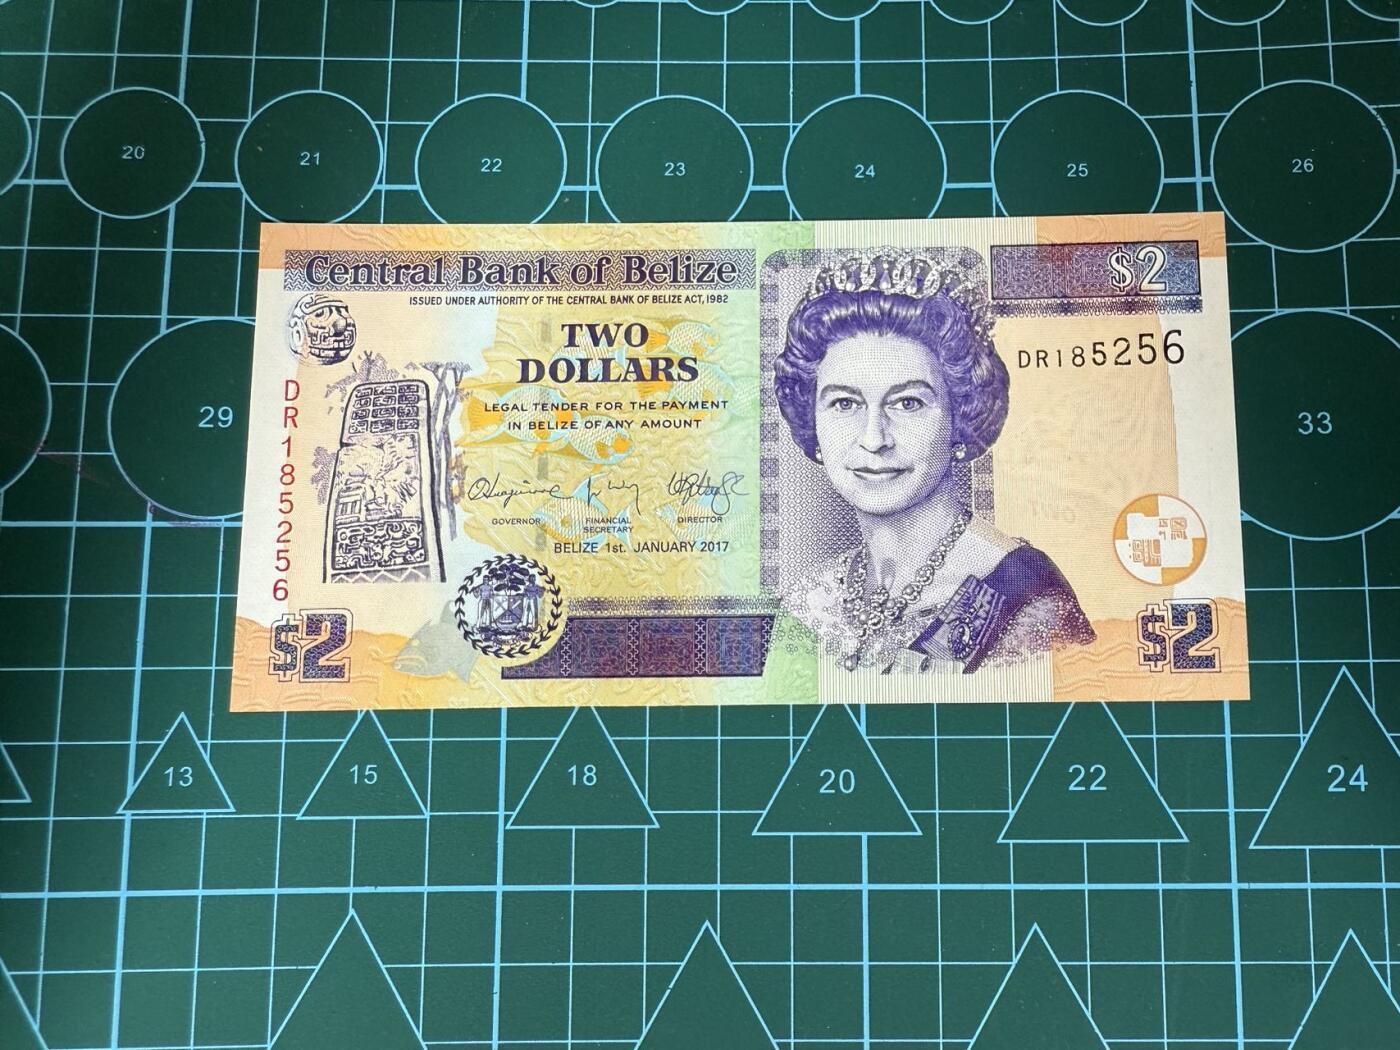 20
21
22
23
24
25
26
Central Bank of Belize
$2
ISSUED UNDER AUTHORITY OF THE CENTRAL BANK OF BELIZE ACT, 1982
TWO
DOLLARS
DR185256
DR185256
LEGAL TENDER FOR THE PAYMENT
IN BELIZE OF ANY AMOUNT
29
33
GOVERNOR
FINANCIAL
SECRETARY
DIRECTOR
BELIZE 1st. JANUARY 2017
$2
$2
13
15
18
20
22
24